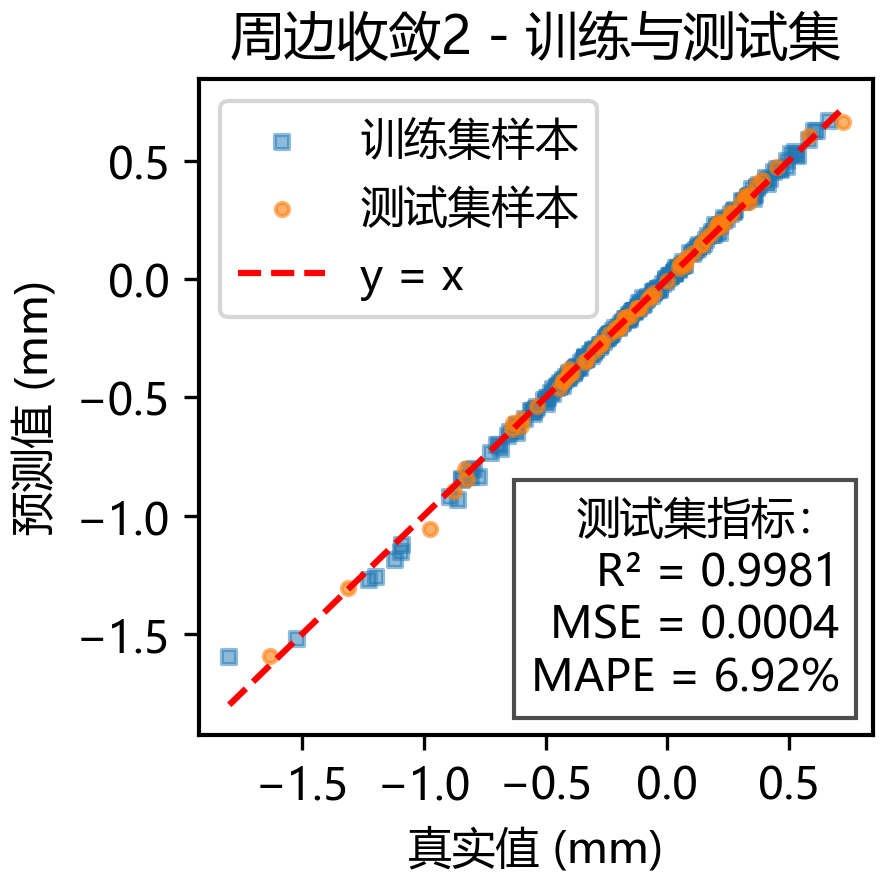 周边收敛2 - 训练与测试集
训练集样本
测试集样本
y = x
0.5
0.0
−0.5
−1.0
−1.5
预测值 (mm)
测试集指标：
R² = 0.9981
MSE = 0.0004
MAPE = 6.92%
−1.5
−1.0
−0.5
0.0
0.5
真实值 (mm)